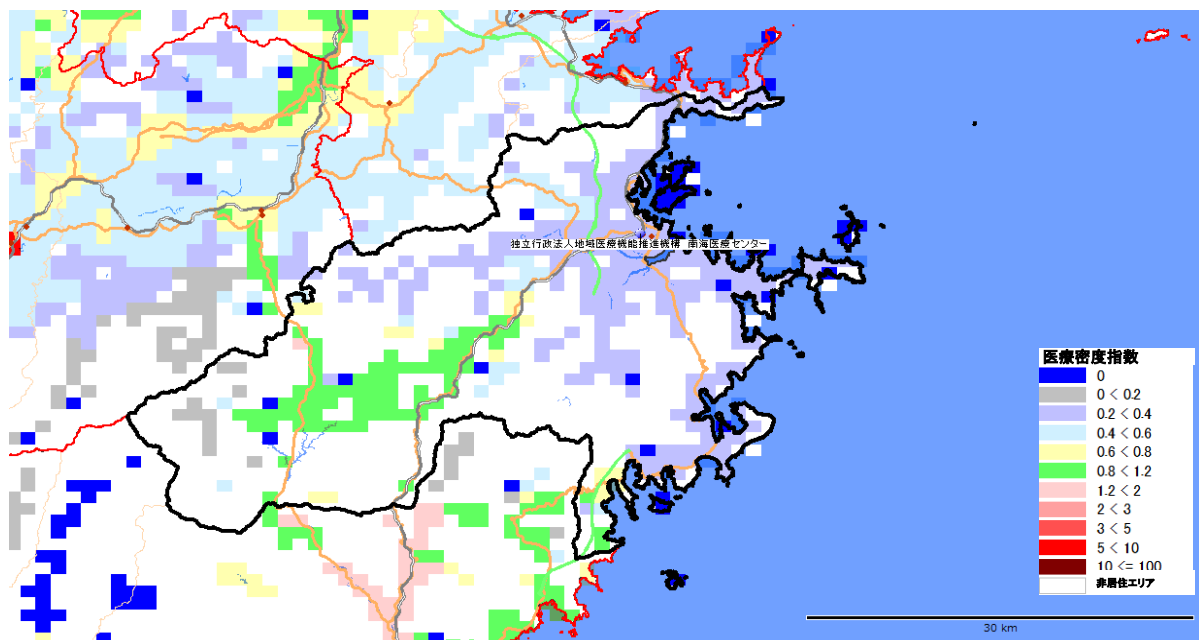 独立行政法人地域医療機能推進機構 南海医療センター
医療密度指数
0
0 < 0.2
0.2 < 0.4
0.4 < 0.6
0.6 < 0.8
0.8 < 1.2
1.2 < 2
2 < 3
3 < 5
5 < 10
10 <= 100
非居住エリア
30 km